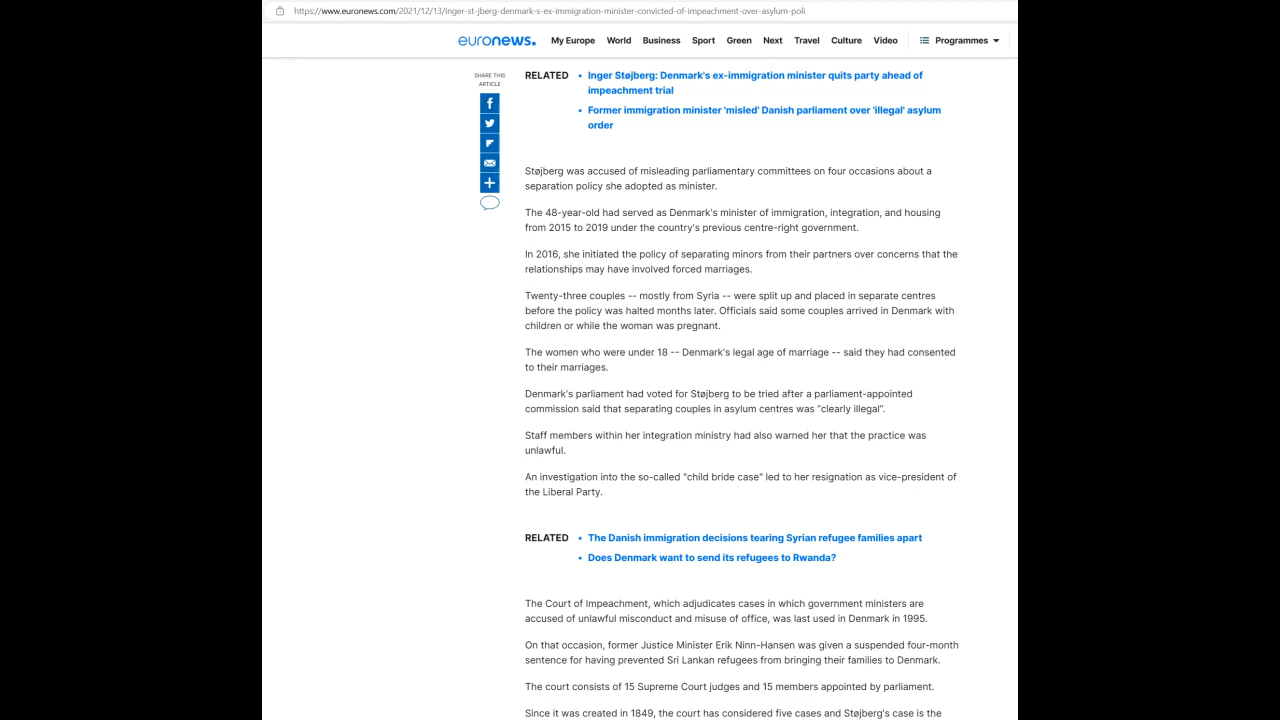 https://www.euronews.com/2021/12/13/inger-st-jberg-denmark-s-ex-immigration-minister-convicted-of-impeachment-over-asylum-poli
euronews. My Europe World Business Sport Green Next Travel Culture Video Programmes
SHARE THIS
ARTICLE
RELATED • Inger Støjberg: Denmark's ex-immigration minister quits party ahead of
impeachment trial
• Former immigration minister 'misled' Danish parliament over 'illegal' asylum
order
Støjberg was accused of misleading parliamentary committees on four occasions about a
separation policy she adopted as minister.
The 48-year-old had served as Denmark's minister of immigration, integration, and housing
from 2015 to 2019 under the country's previous centre-right government.
In 2016, she initiated the policy of separating minors from their partners over concerns that the
relationships may have involved forced marriages.
Twenty-three couples -- mostly from Syria -- were split up and placed in separate centres
before the policy was halted months later. Officials said some couples arrived in Denmark with
children or while the woman was pregnant.
The women who were under 18 -- Denmark's legal age of marriage -- said they had consented
to their marriages.
Denmark's parliament had voted for Støjberg to be tried after a parliament-appointed
commission said that separating couples in asylum centres was “clearly illegal”.
Staff members within her integration ministry had also warned her that the practice was
unlawful.
An investigation into the so-called "child bride case" led to her resignation as vice-president of
the Liberal Party.
RELATED • The Danish immigration decisions tearing Syrian refugee families apart
• Does Denmark want to send its refugees to Rwanda?
The Court of Impeachment, which adjudicates cases in which government ministers are
accused of unlawful misconduct and misuse of office, was last used in Denmark in 1995.
On that occasion, former Justice Minister Erik Ninn-Hansen was given a suspended four-month
sentence for having prevented Sri Lankan refugees from bringing their families to Denmark.
The court consists of 15 Supreme Court judges and 15 members appointed by parliament.
Since it was created in 1849, the court has considered five cases and Støjberg's case is the